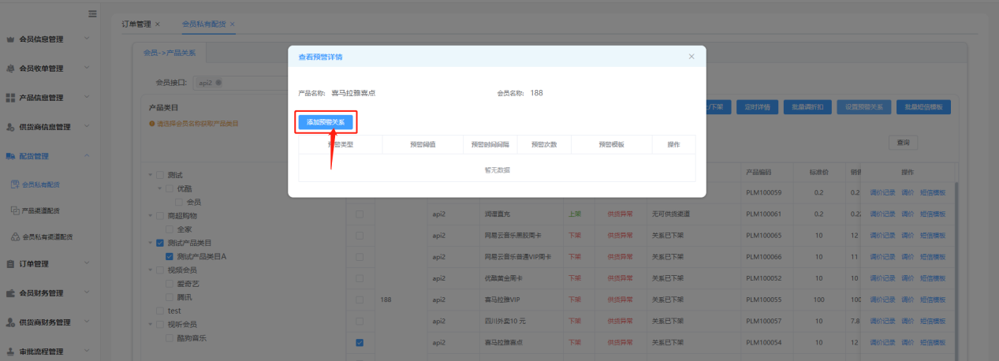 订单管理 ×
会员私有配货 ×
会员信息管理
会员收单管理
产品信息管理
供货商信息管理
配货管理
会员私有配货
产品渠道配货
会员私有渠道配货
订单管理
会员财务管理
供货商财务管理
审批流程管理
会员->产品关系
会员接口: api2
产品类目
请选择会员名称获取产品类目
测试
优酷
会员
商超购物
全家
测试产品类目
测试产品类目A
视频会员
爱奇艺
腾讯
test
视听会员
酷狗音乐
查看预警详情 ×
产品名称: 喜马拉雅喜点 会员名称: 188
添加预警关系
预警类型 预警阈值 预警时间间隔 预警次数 预警模板 操作
暂无数据
/下架 定时详情 批量调折扣 设置预警关系 批量短信模板
查询
产品编码 标准价 操作
PLM100059 0.2 0.2 调价记录 调价 短信模板
api2 润谱直充 上架 供货异常 无可供货渠道 PLM100061 0.2 0.2 调价记录 调价 短信模板
api2 网易云音乐黑胶周卡 下架 供货异常 关系已下架 PLM100065 10 10 调价记录 调价 短信模板
api2 网易云音乐普通VIP周卡 下架 供货异常 关系已下架 PLM100066 10 11 调价记录 调价 短信模板
api2 优酷黄金周卡 下架 供货异常 关系已下架 PLM100052 10 10 调价记录 调价 短信模板
188 api2 喜马拉雅VIP 下架 供货异常 关系已下架 PLM100055 100 100 调价记录 调价 短信模板
api2 四川外卖10 元 下架 供货异常 关系已下架 PLM100057 10 7.8 调价记录 调价 短信模板
api2 喜马拉雅喜点 下架 供货异常 关系已下架 PLM100054 10 12 调价记录 调价 短信模板